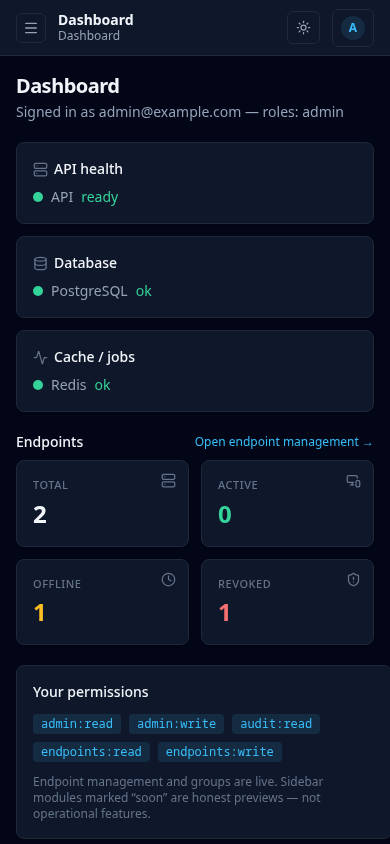 Dashboard
Dashboard
A
Dashboard
Signed in as admin@example.com — roles: admin
API health
API ready
Database
PostgreSQL ok
Cache / jobs
Redis ok
Endpoints
Open endpoint management →
TOTAL
2
ACTIVE
0
OFFLINE
1
REVOKED
1
Your permissions
admin:read admin:write audit:read
endpoints:read endpoints:write
Endpoint management and groups are live. Sidebar
modules marked “soon” are honest previews — not
operational features.